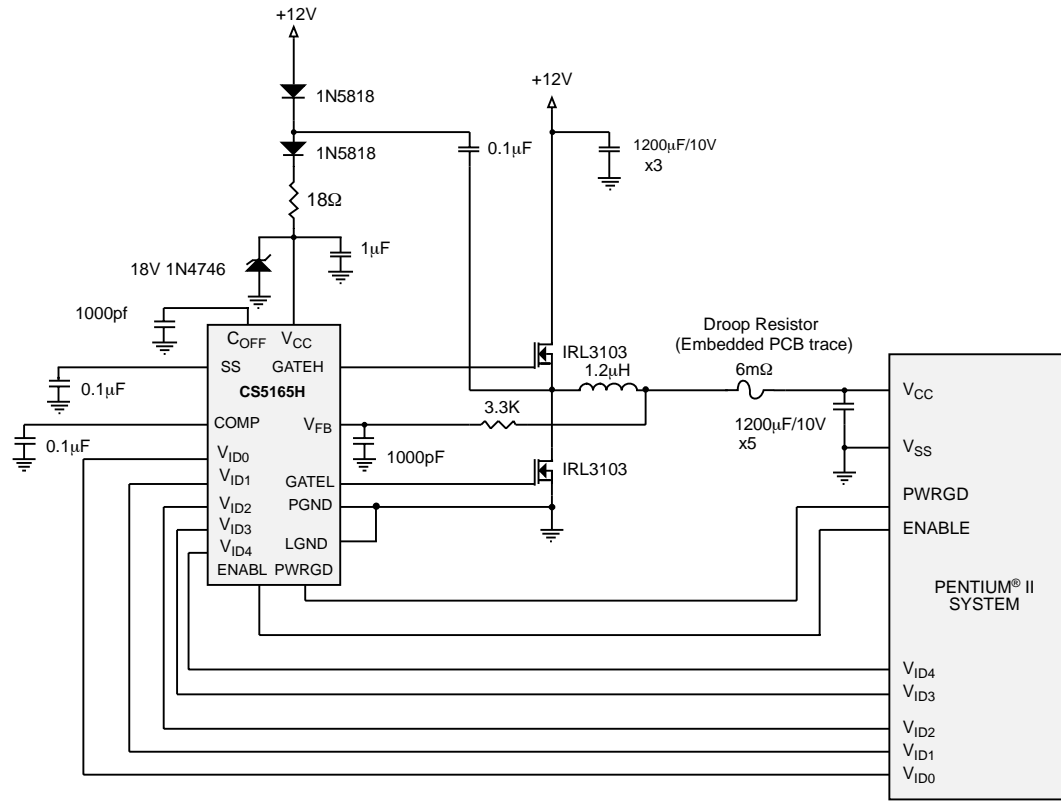 +12V
1N5818
+12V
1N5818
0.1μF
1200μF/10V
x3
18Ω
1μF
18V 1N4746
1000pf
COFF
VCC
Droop Resistor
(Embedded PCB trace)
SS
GATEH
IRL3103
1.2μH
6mΩ
CS5165H
0.1μF
VCC
COMP
VFB
3.3K
1200μF/10V
x5
0.1μF
1000pF
VSS
VID0
VID1
GATEL
IRL3103
VID2
PGND
PWRGD
VID3
LGND
ENABLE
VID4
ENABL
PWRGD
PENTIUM® II
SYSTEM
VID4
VID3
VID2
VID1
VID0